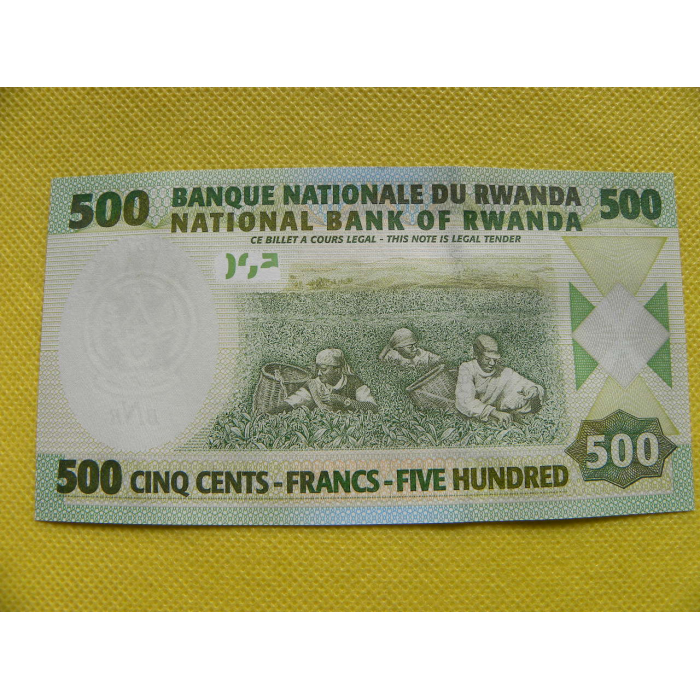 500 BANQUE NATIONALE DU RWANDA 500
NATIONAL BANK OF RWANDA
CE BILLET A COURS LEGAL - THIS NOTE IS LEGAL TENDER
500
500 CINQ CENTS - FRANCS - FIVE HUNDRED